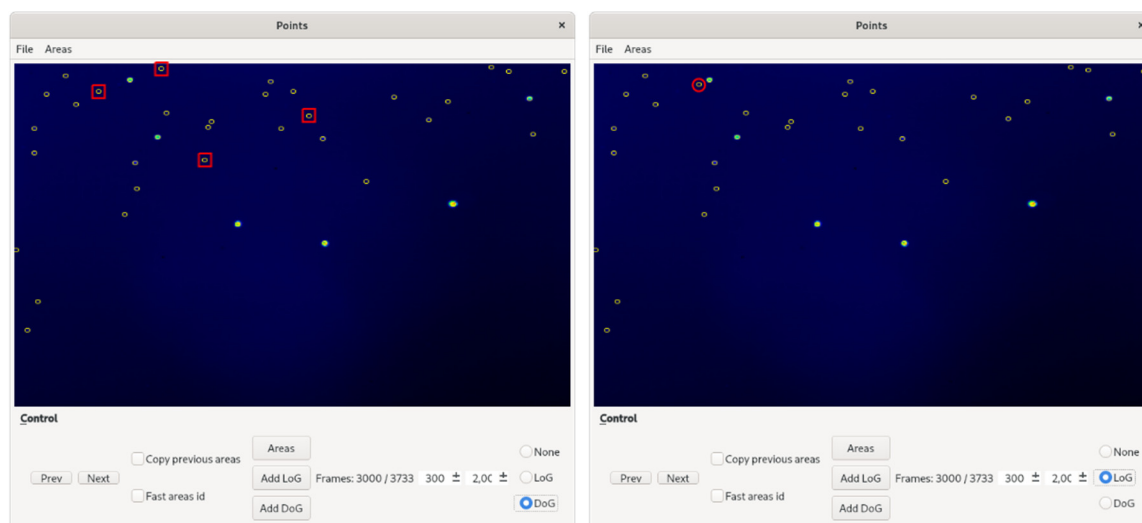 Points ×
File Areas
Control
Prev Next
Copy previous areas
Fast areas id
Areas
Add LoG
Add DoG
Frames: 3000 / 3733 300 ± 2,0(  ±
None
LoG
DoG
Points ×
File Areas
Control
Prev Next
Copy previous areas
Fast areas id
Areas
Add LoG
Add DoG
Frames: 3000 / 3733 300 ± 2,0(  ±
None
LoG
DoG